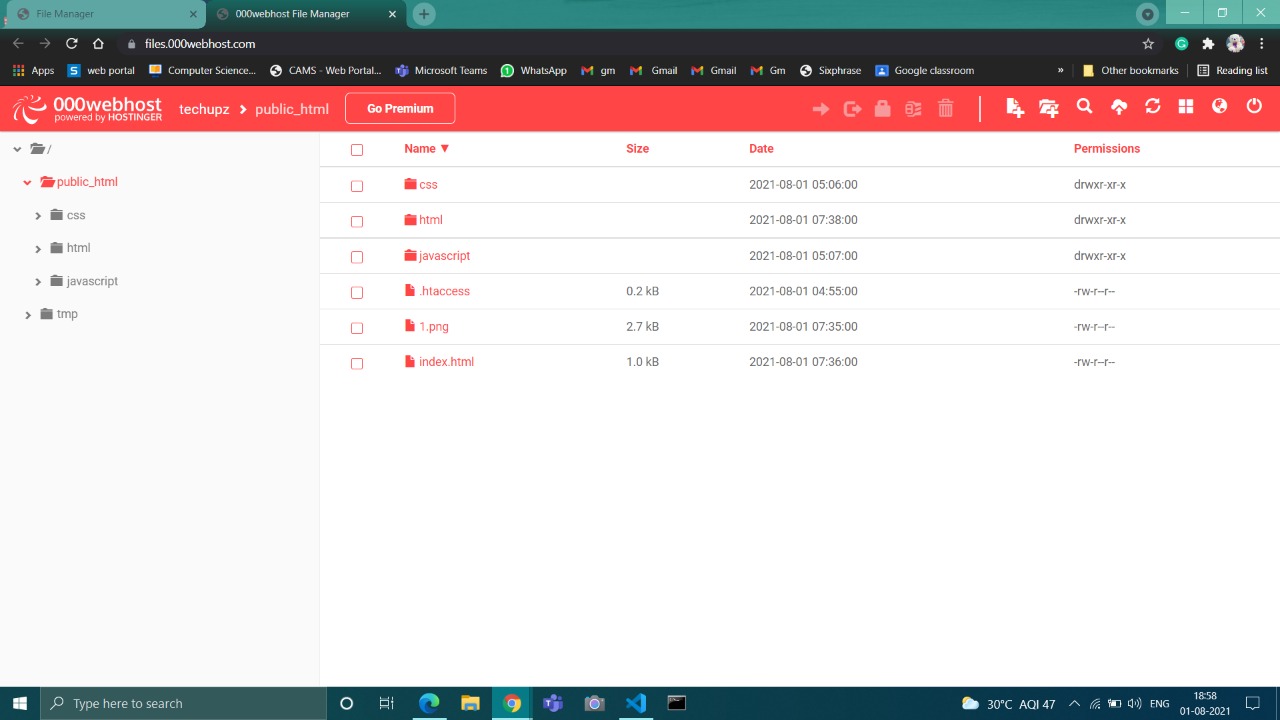 File Manager
000webhost File Manager
files.000webhost.com
Apps
web portal
Computer Science...
CAMS - Web Portal...
Microsoft Teams
WhatsApp
gm
Gmail
Gmail
Gm
Sixphrase
Google classroom
»
Other bookmarks
Reading list
000webhost
powered by HOSTINGER
techupz > public_html
Go Premium
/
public_html
css
html
javascript
tmp
Name ▼ Size Date Permissions
css 2021-08-01 05:06:00 drwxr-xr-x
html 2021-08-01 07:38:00 drwxr-xr-x
javascript 2021-08-01 05:07:00 drwxr-xr-x
.htaccess 0.2 kB 2021-08-01 04:55:00 -rw-r--r--
1.png 2.7 kB 2021-08-01 07:35:00 -rw-r--r--
index.html 1.0 kB 2021-08-01 07:36:00 -rw-r--r--
Type here to search
30°C AQI 47
ENG
18:58
01-08-2021